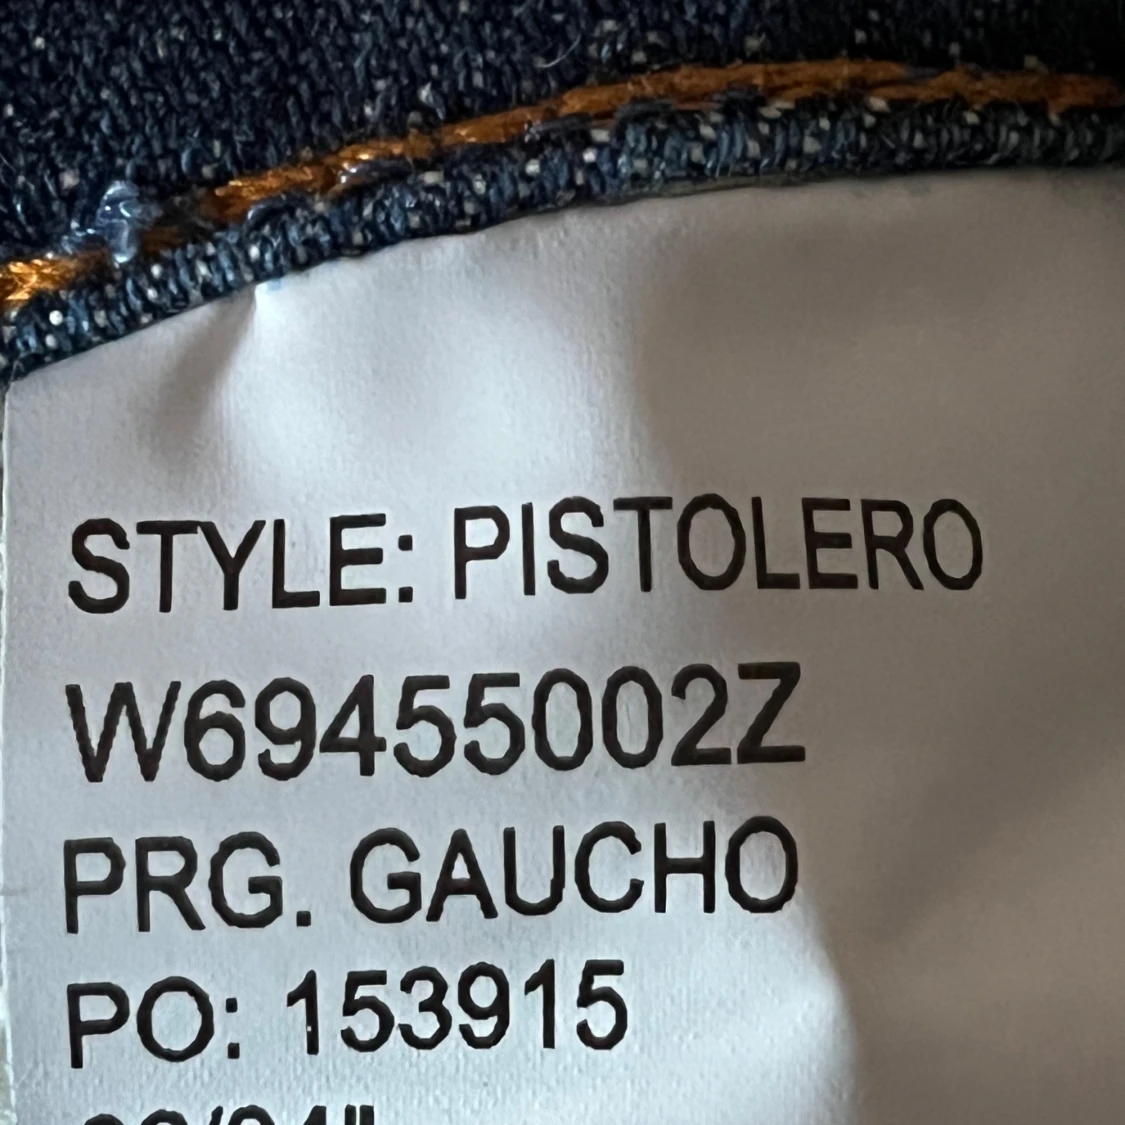 STYLE: PISTOLERO
W69455002Z
PRG. GAUCHO
PO: 153915